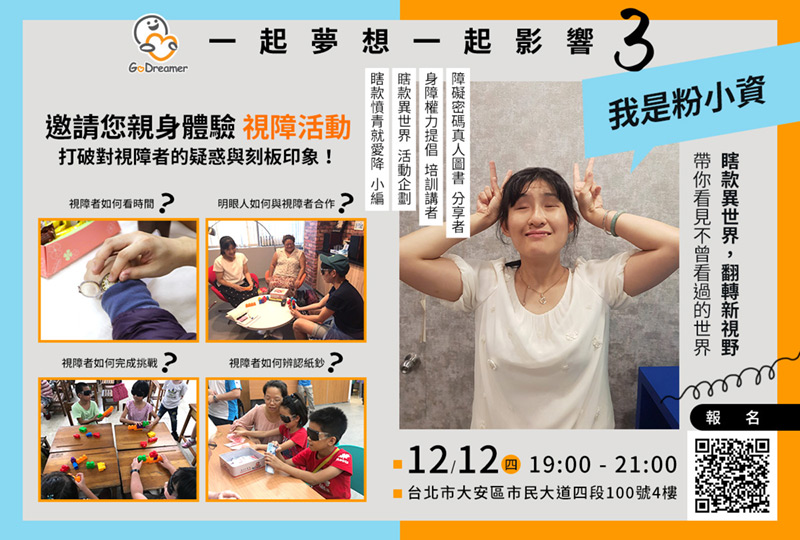 GoDreamer
一起夢想一起影響3
我是粉小資
邀請您親身體驗 視障活動
打破對視障者的疑惑與刻板印象！
障礙密碼真人圖書 分享者
身障權力提倡 培訓講者
瞎款異世界 活動企劃
瞎款憤青就愛降 小編
瞎款異世界，翻轉新視野
帶你看見不曾看過的世界
視障者如何看時間？
明眼人如何與視障者合作？
視障者如何完成挑戰？
視障者如何辨認紙鈔？
報名
12/12 四 19:00 - 21:00
台北市大安區市民大道四段100號4樓